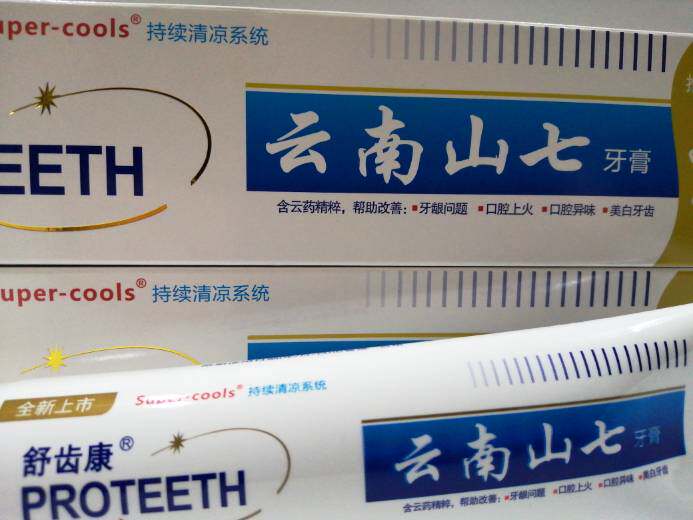 uper-cools® 持续清凉系统
EETH
云南山七 牙膏
含云药精粹，帮助改善：▪牙龈问题 ▪口腔上火 ▪口腔异味 ▪美白牙齿
uper-cools® 持续清凉系统
全新上市
Super-cools® 持续清凉系统
舒齿康®
PROTEETH
云南山七 牙膏
含云药精粹，帮助改善：▪牙龈问题 ▪口腔上火 ▪口腔异味 ▪美白牙齿